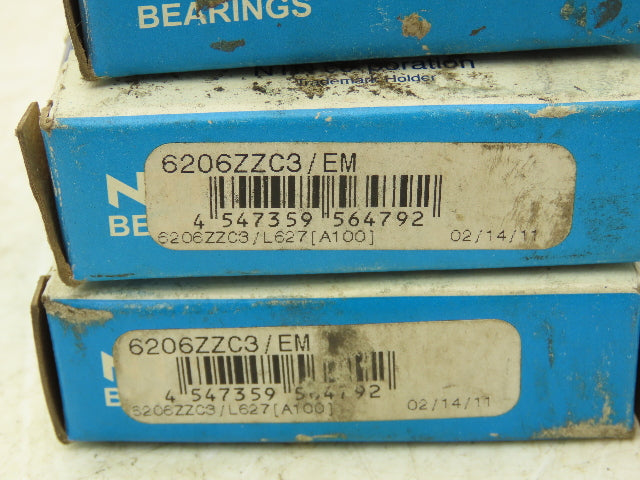 BEARINGS
Corporation
Trademark Holder
6206ZZC3/EM
4 547359 564792
6206ZZC3/L627[A100] 02/14/11
N
BE
6206ZZC3/EM
4 547359 564792
6206ZZC3/L627[A100] 02/14/11
B